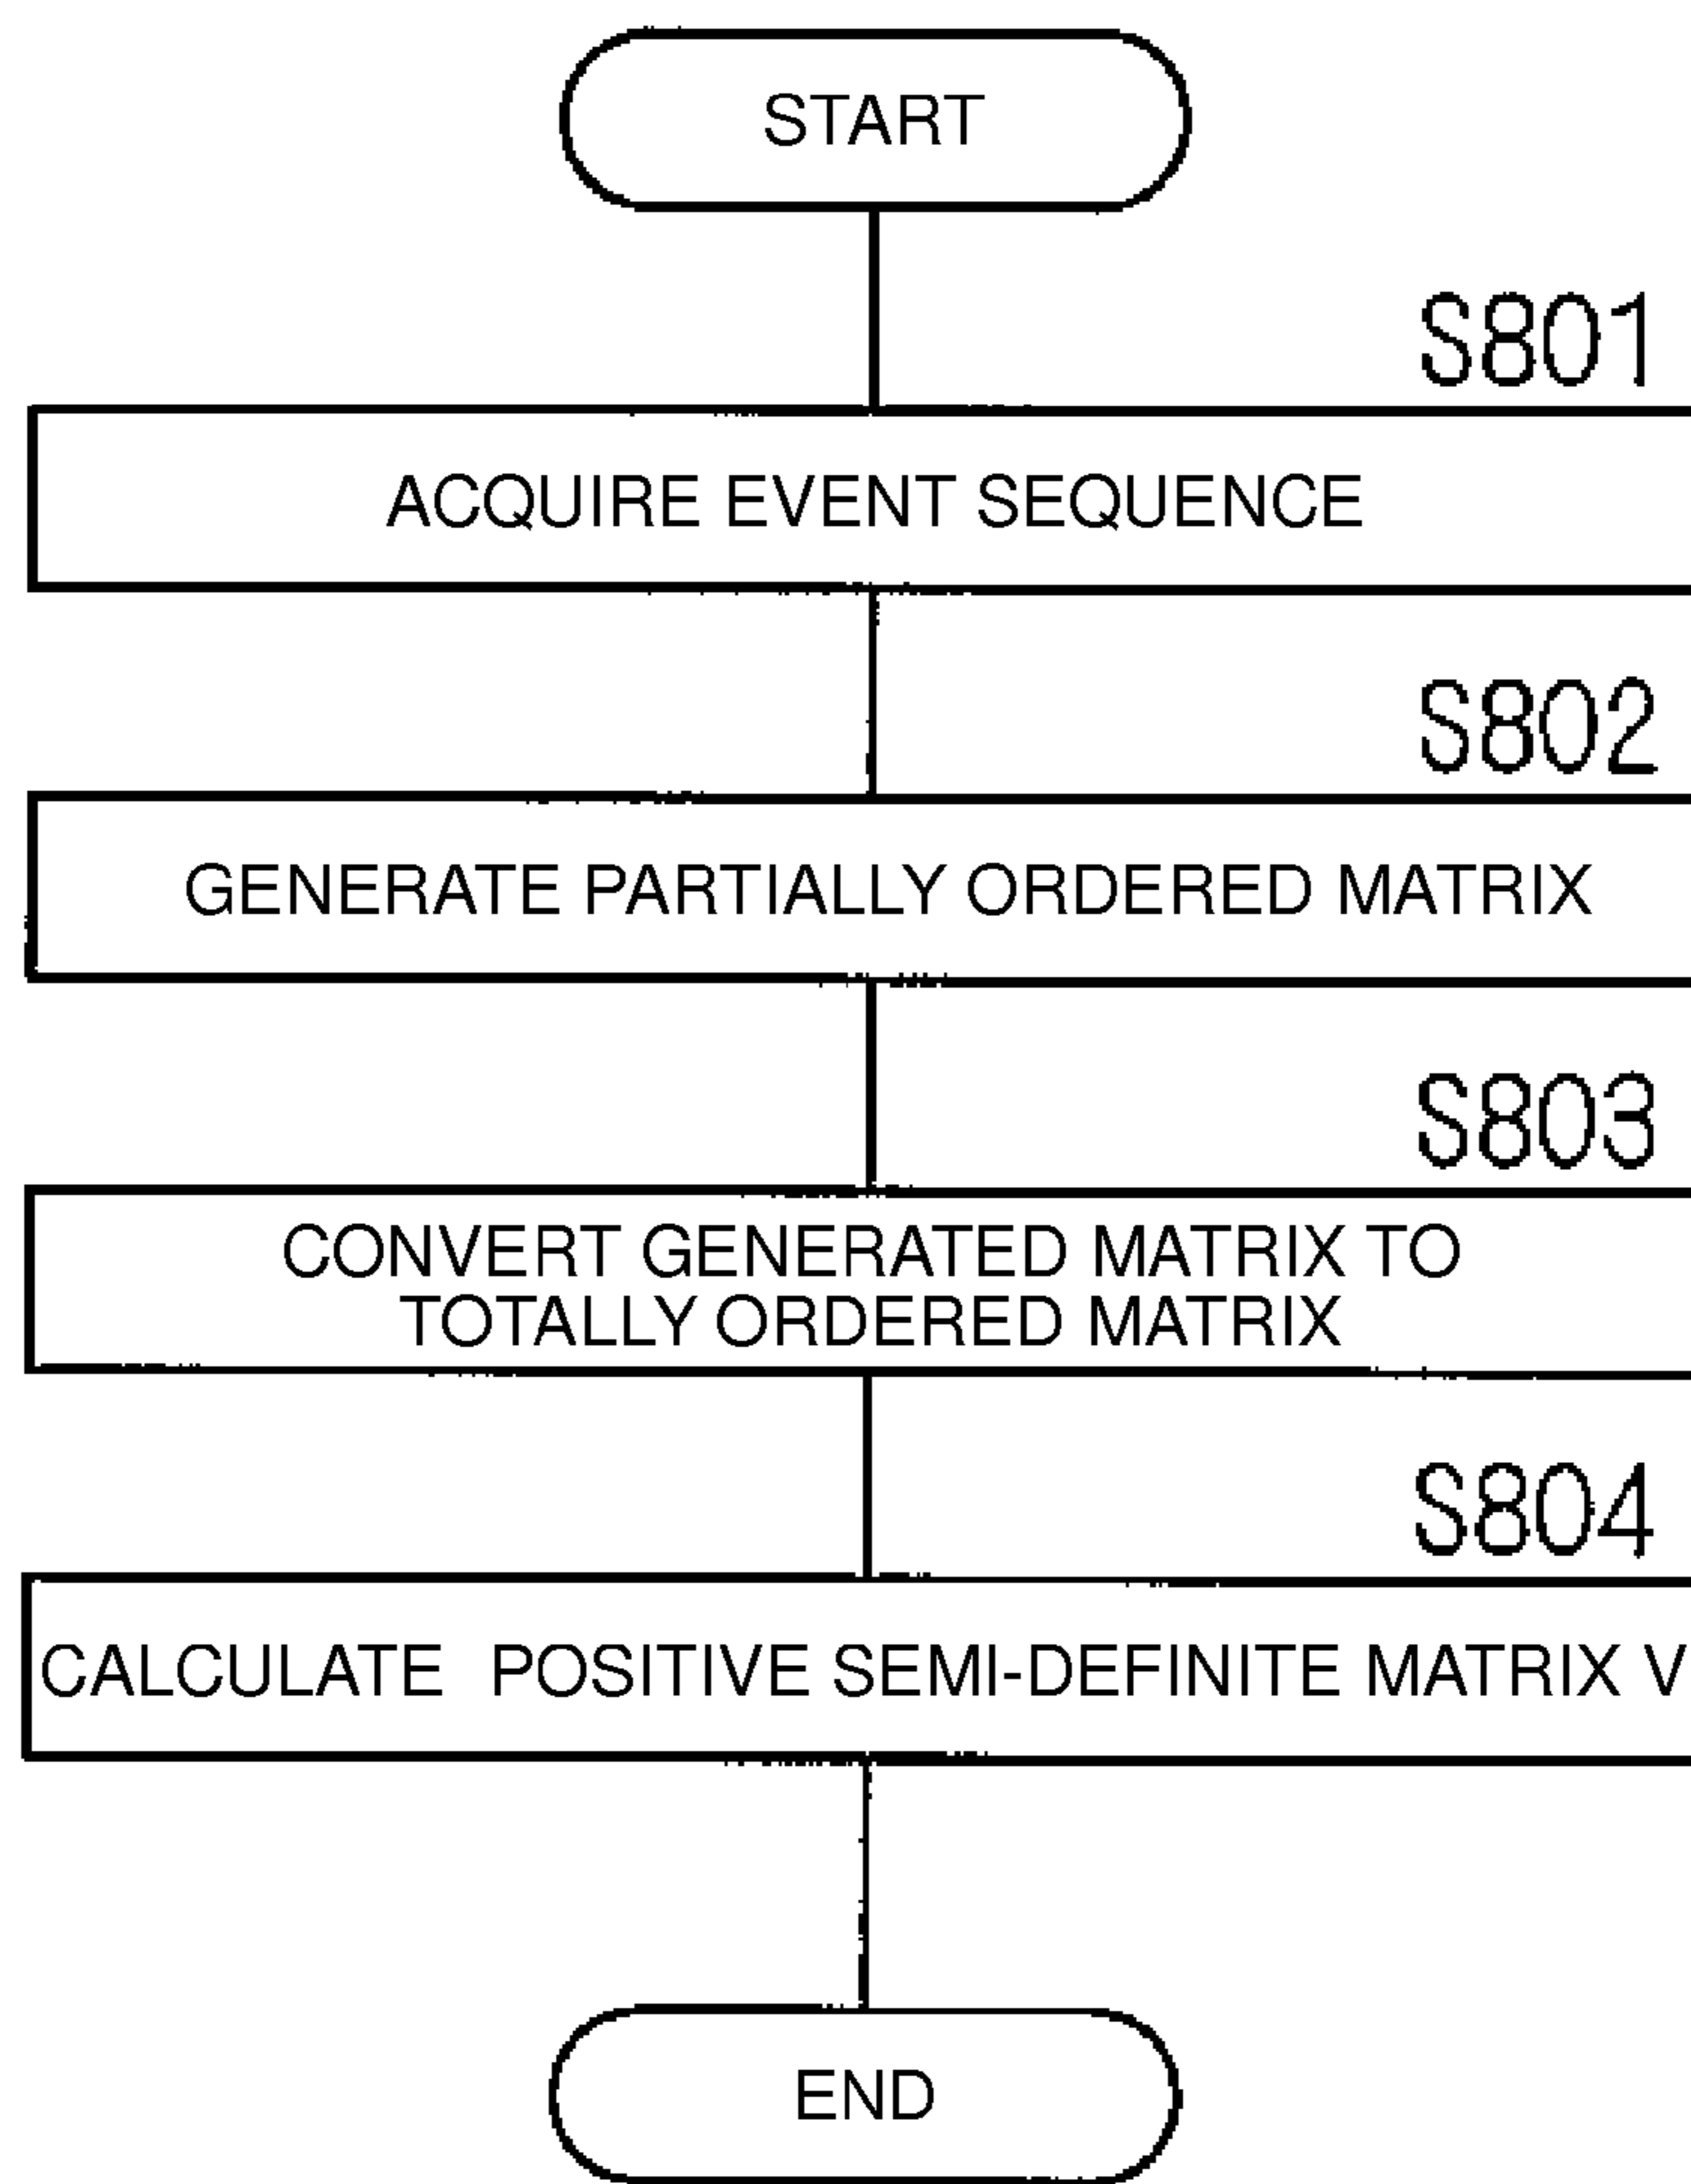 START
S801
ACQUIRE EVENT SEQUENCE
S802
GENERATE PARTIALLY ORDERED MATRIX
S803
CONVERT GENERATED MATRIX TO
TOTALLY ORDERED MATRIX
S804
CALCULATE POSITIVE SEMI-DEFINITE MATRIX V
END